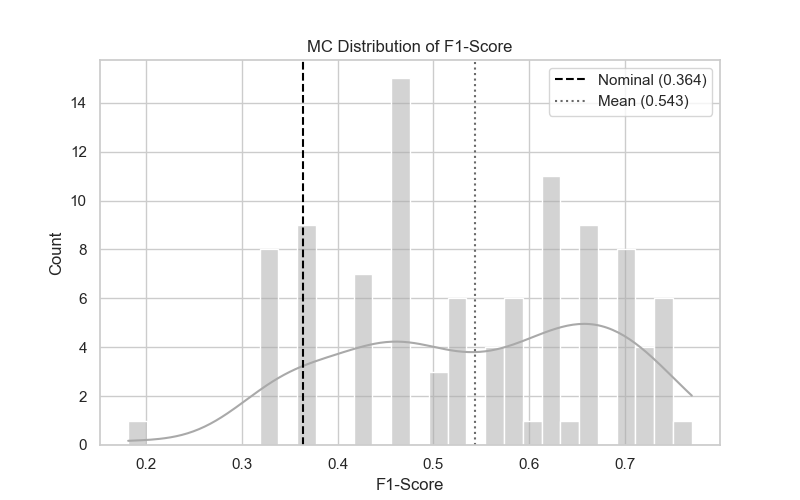 MC Distribution of F1-Score
Nominal (0.364)
Mean (0.543)
Count
14
12
10
8
6
4
2
0
0.2 0.3 0.4 0.5 0.6 0.7
F1-Score